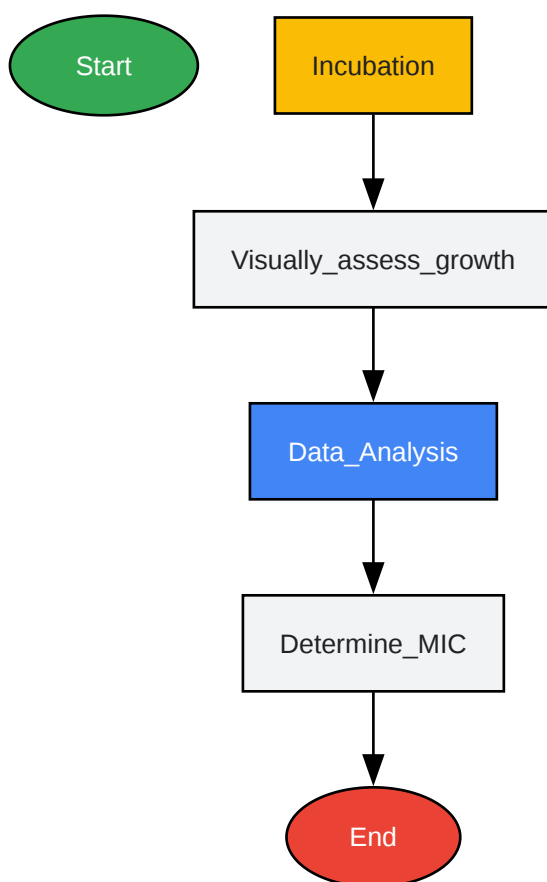 Start
Incubation
Visually_assess_growth
Data_Analysis
Determine_MIC
End